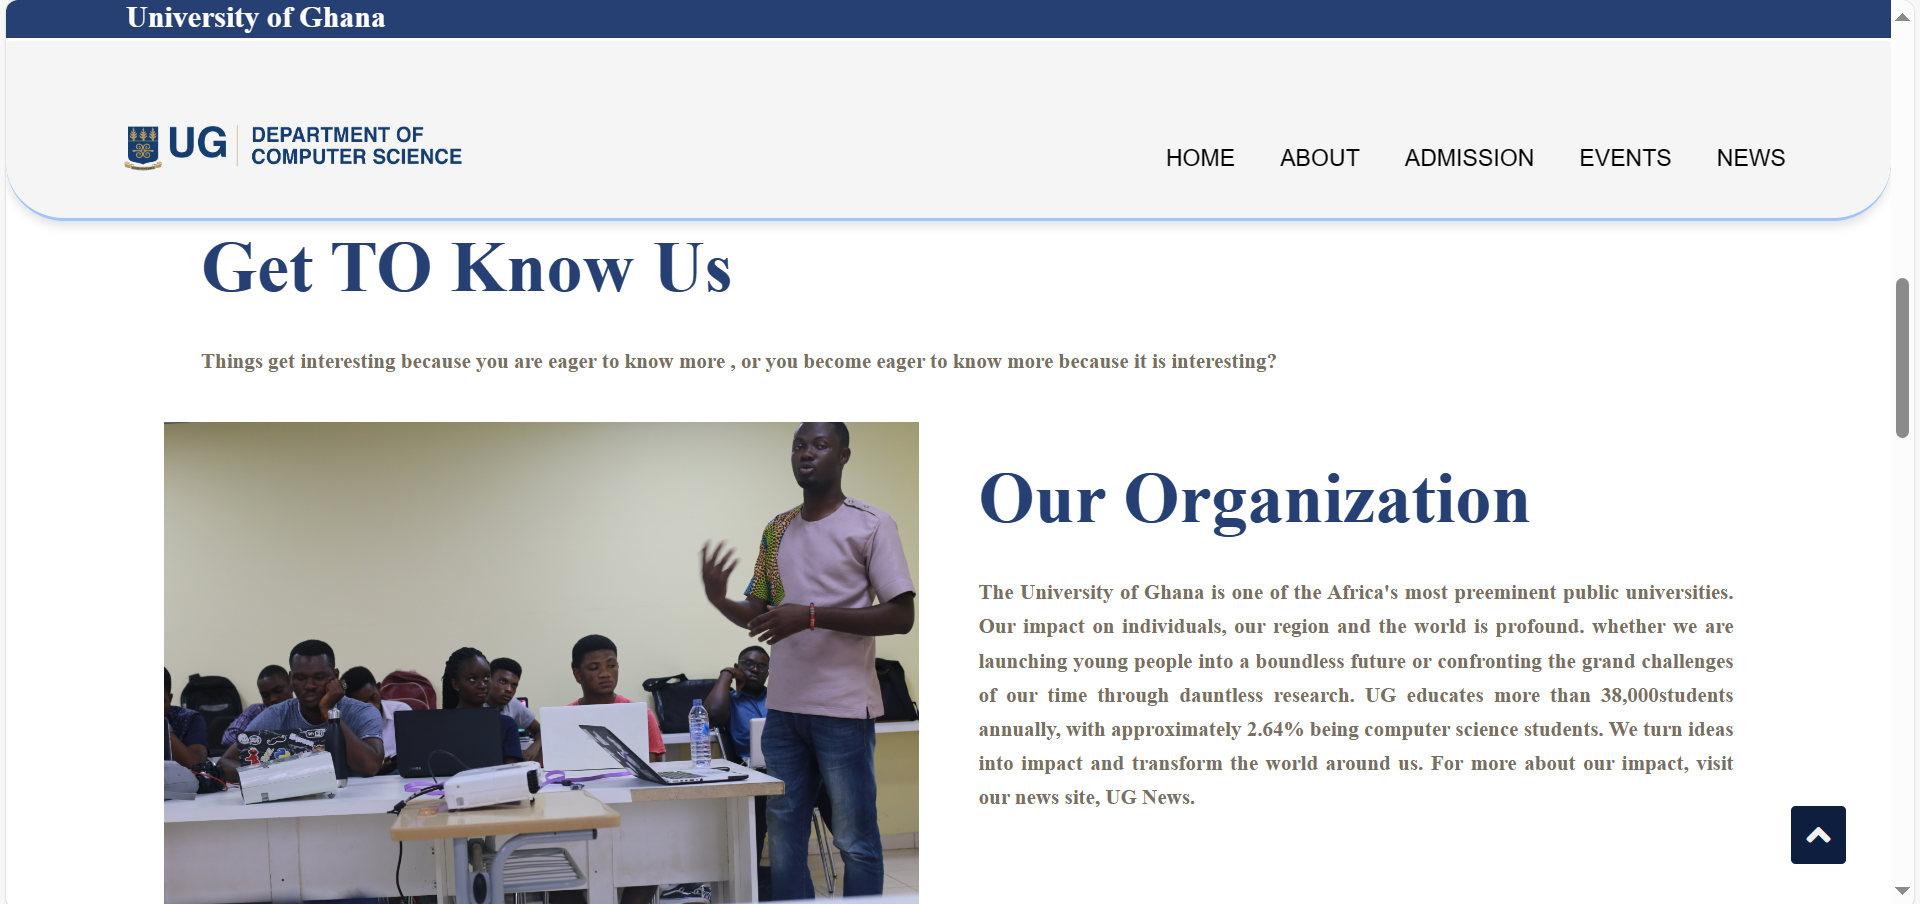 University of Ghana
UG
DEPARTMENT OF
COMPUTER SCIENCE
HOME ABOUT ADMISSION EVENTS NEWS
Get TO Know Us
Things get interesting because you are eager to know more , or you become eager to know more because it is interesting?
Our Organization
The University of Ghana is one of the Africa's most preeminent public universities.
Our impact on individuals, our region and the world is profound. whether we are
launching young people into a boundless future or confronting the grand challenges
of our time through dauntless research. UG educates more than 38,000students
annually, with approximately 2.64% being computer science students. We turn ideas
into impact and transform the world around us. For more about our impact, visit
our news site, UG News.